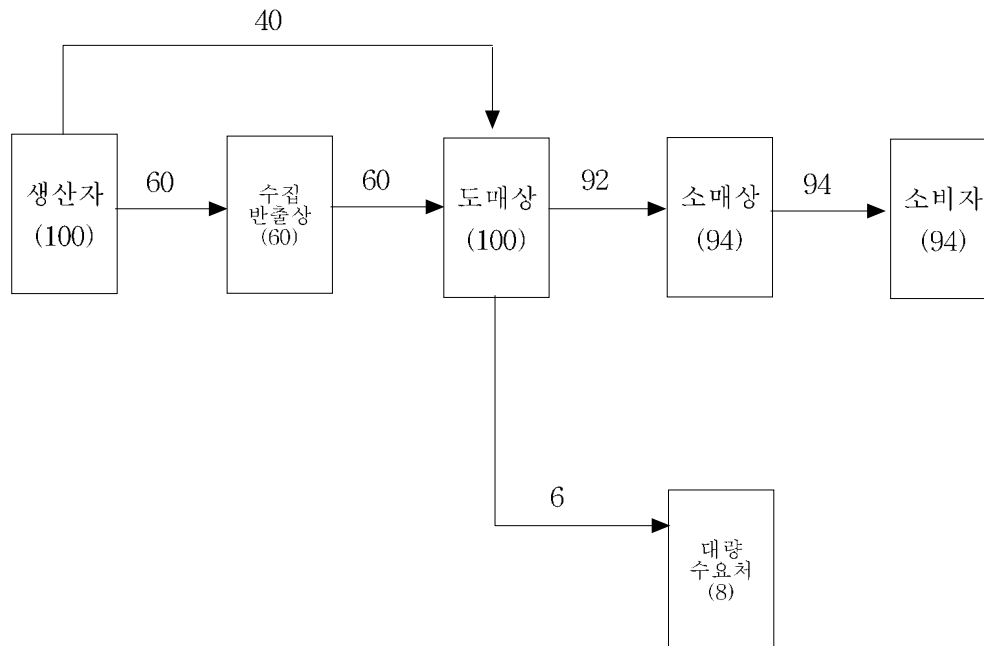 40
생산자
(100)
60
수집
반출상
(60)
60
도매상
(100)
92
소매상
(94)
94
소비자
(94)
6
대량
수요처
(8)